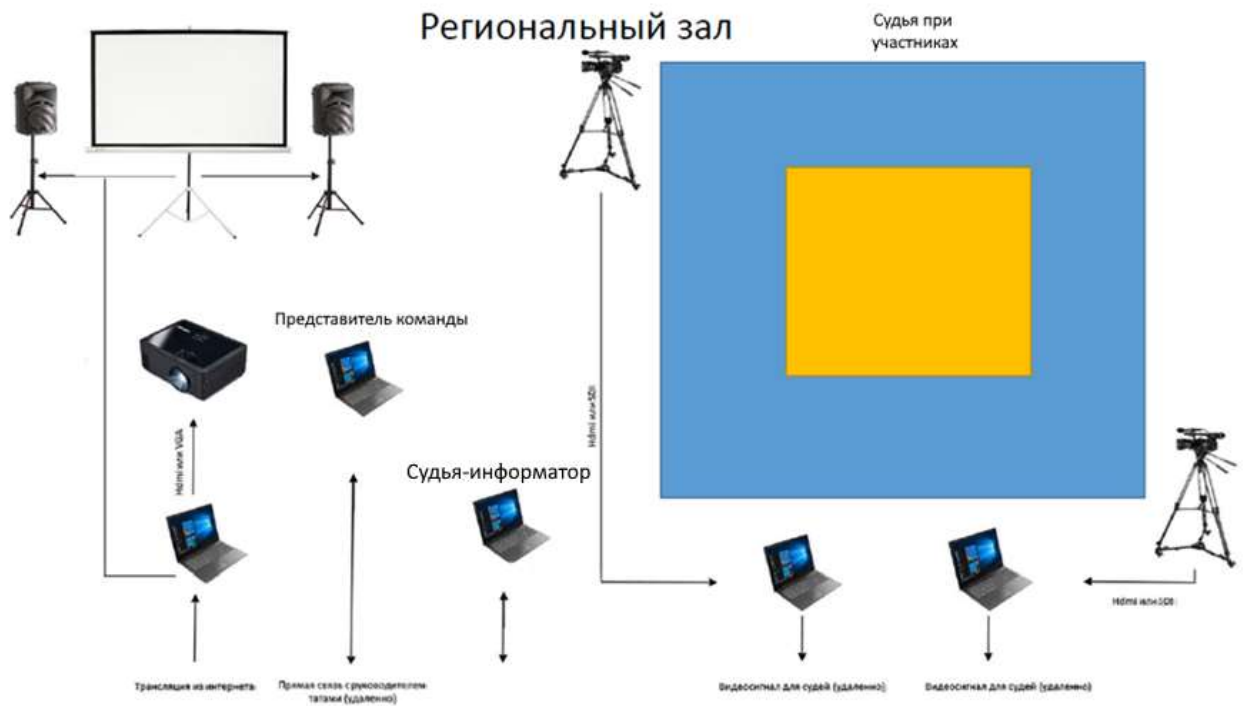 Региональный зал
Судья при
участниках
Представитель команды
Hdmi или VGA
Hdmi или SDI
Судья-информатор
Hdmi или SDI
Трансляция из интернета
Прямая связь с руководителем
татами (удаленно)
Видеосигнал для судей (удаленно)
Видеосигнал для судей (удаленно)